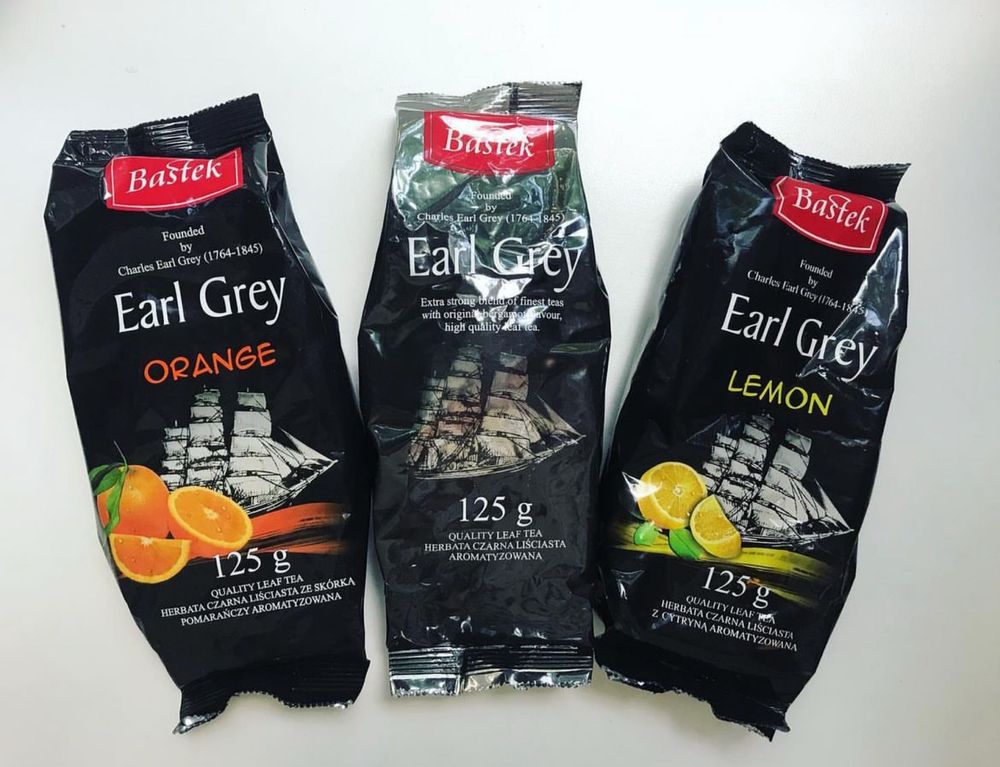 Bastek
Founded
by
Charles Earl Grey (1764-1845)
Earl Grey
ORANGE
125 g
QUALITY LEAF TEA
HERBATA CZARNA LIŚCIASTA ZE SKÓRKĄ
POMARAŃCZY AROMATYZOWANA
Bastek
Founded
by
Charles Earl Grey (1764-1845)
Earl Grey
Extra strong blend of finest teas
with original bergamot flavour,
high quality leaf tea.
125 g
QUALITY LEAF TEA
HERBATA CZARNA LIŚCIASTA
AROMATYZOWANA
Bastek
Founded
by
Charles Earl Grey (1764-1845)
Earl Grey
LEMON
125 g
QUALITY LEAF TEA
HERBATA CZARNA LIŚCIASTA
Z CYTRYNĄ AROMATYZOWANA